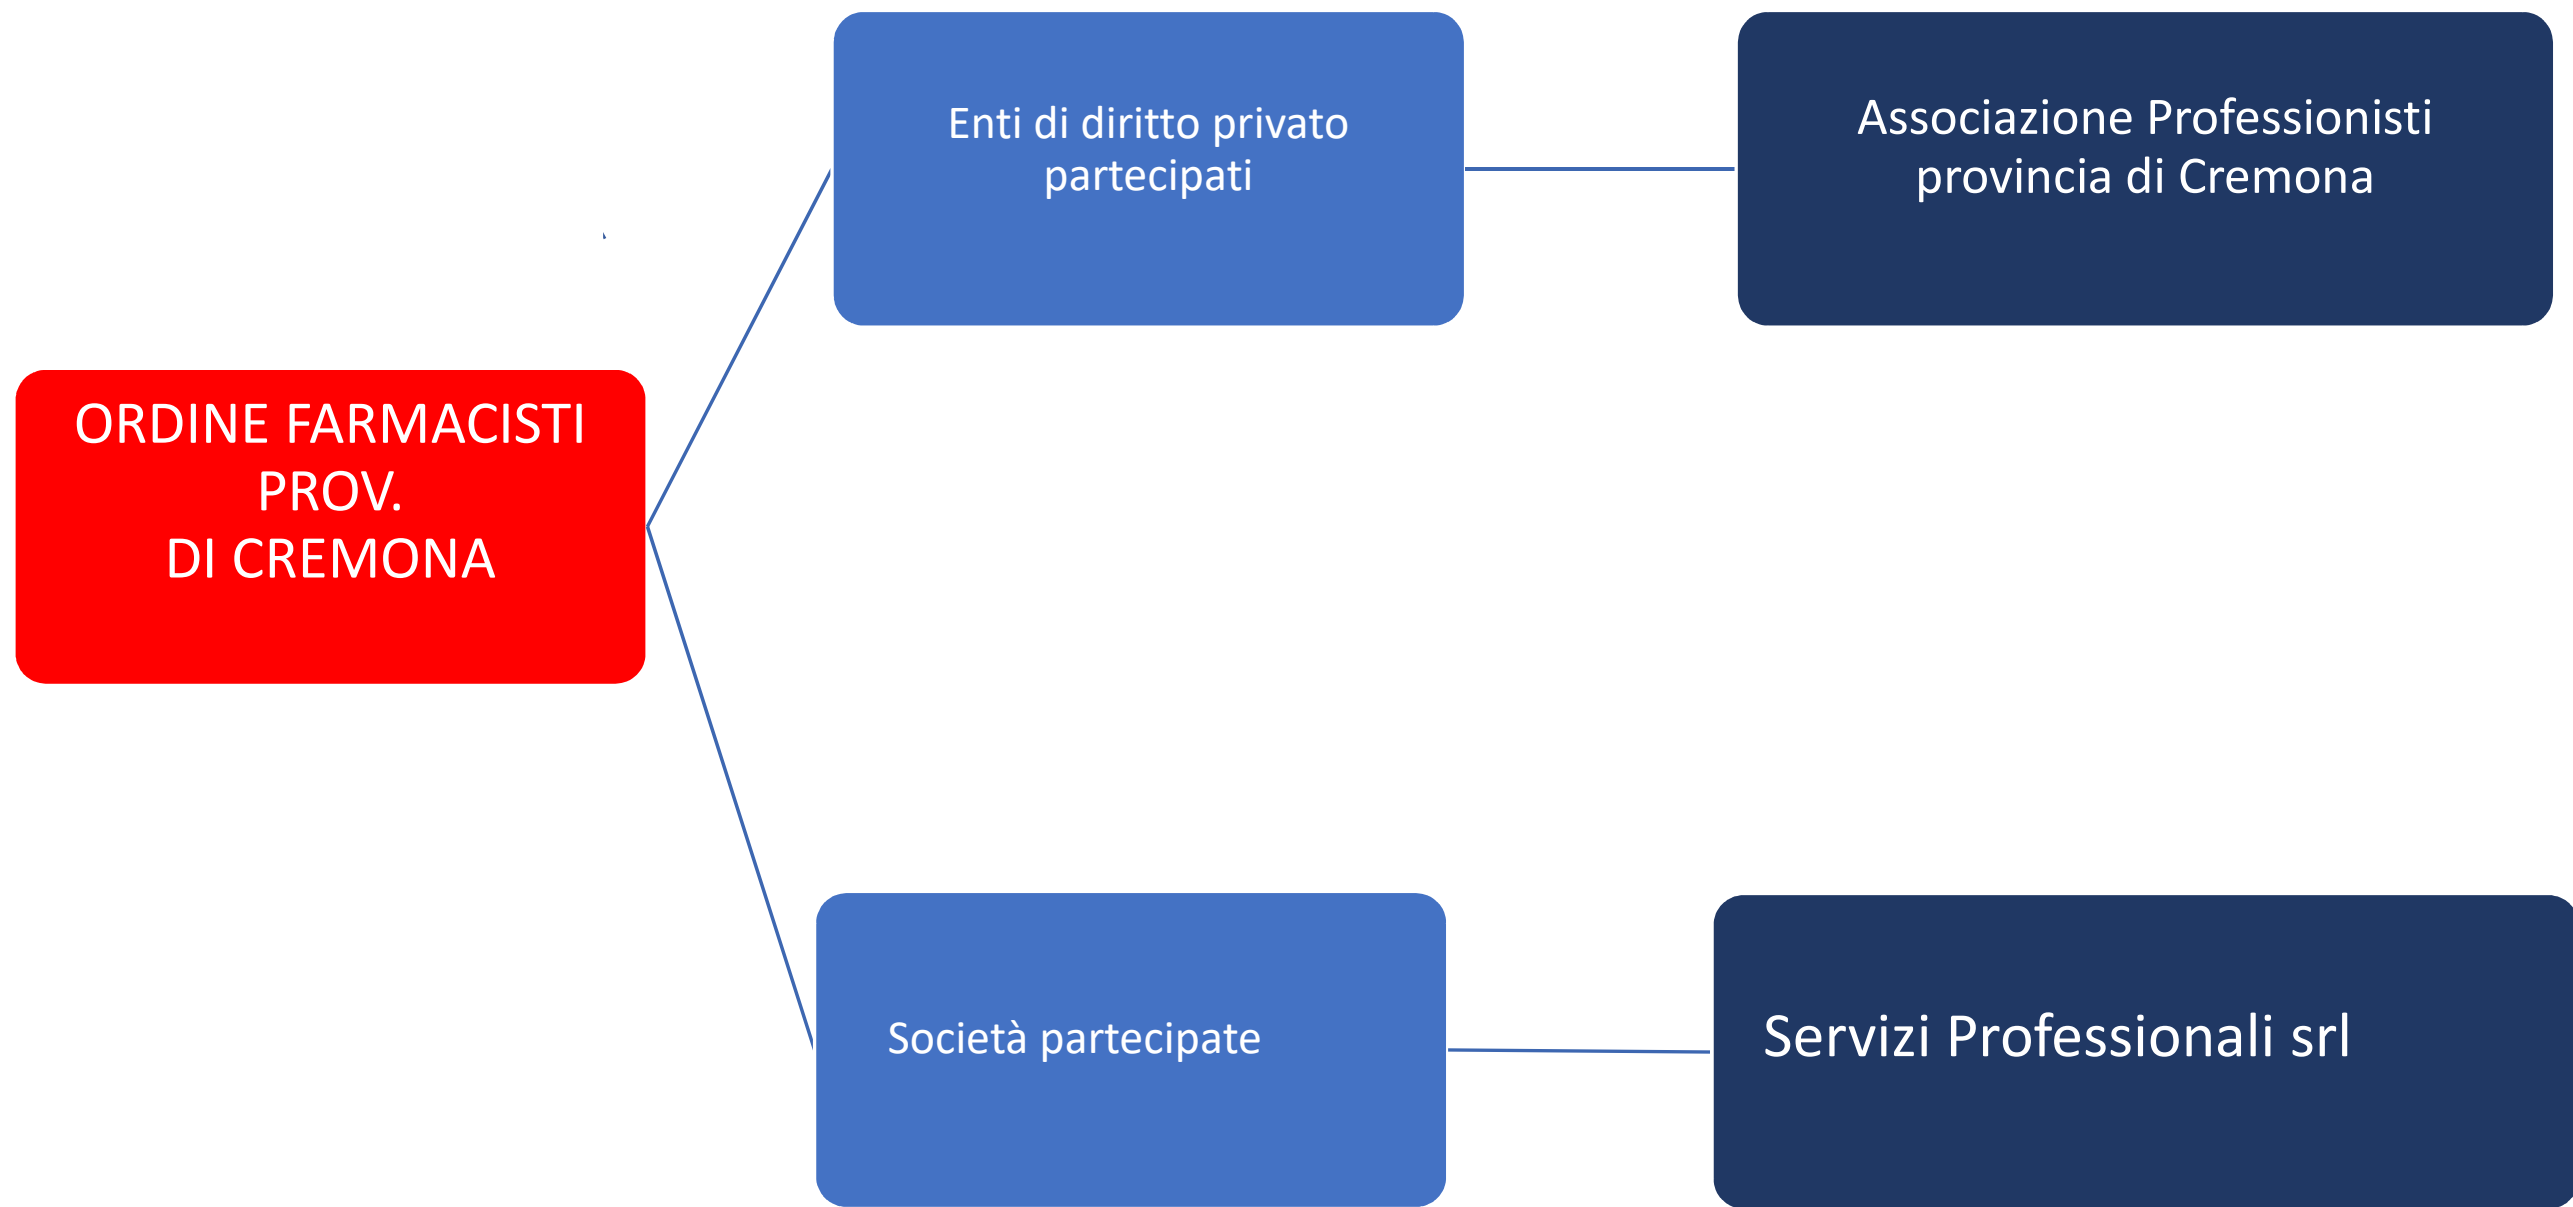 Enti di diritto privato
partecipati
Associazione Professionisti
provincia di Cremona
ORDINE FARMACISTI
PROV.
DI CREMONA
Società partecipate
Servizi Professionali srl